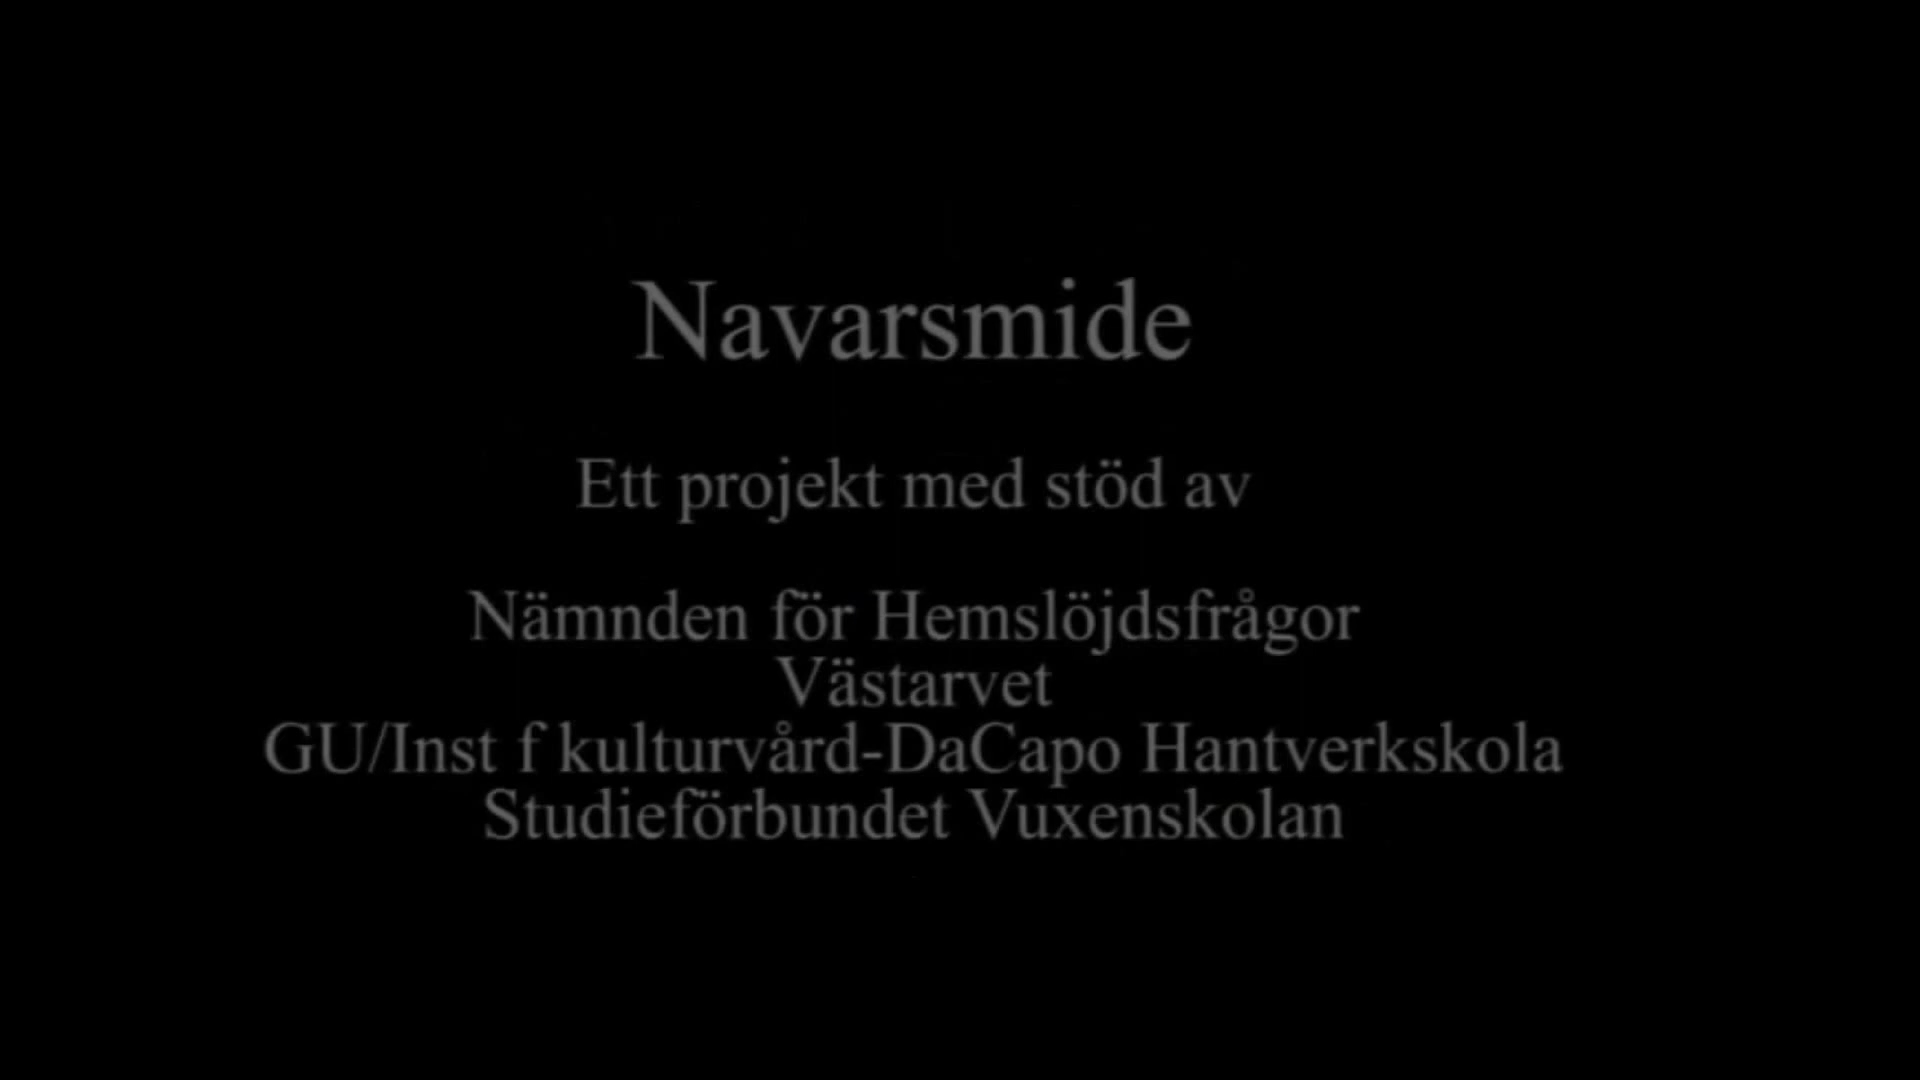 Navarsmide
Ett projekt med stöd av
Nämnden för Hemslöjdsfrågor
Västarvet
GU/Inst f kulturvård-DaCapo Hantverkskola
Studieförbundet Vuxenskolan